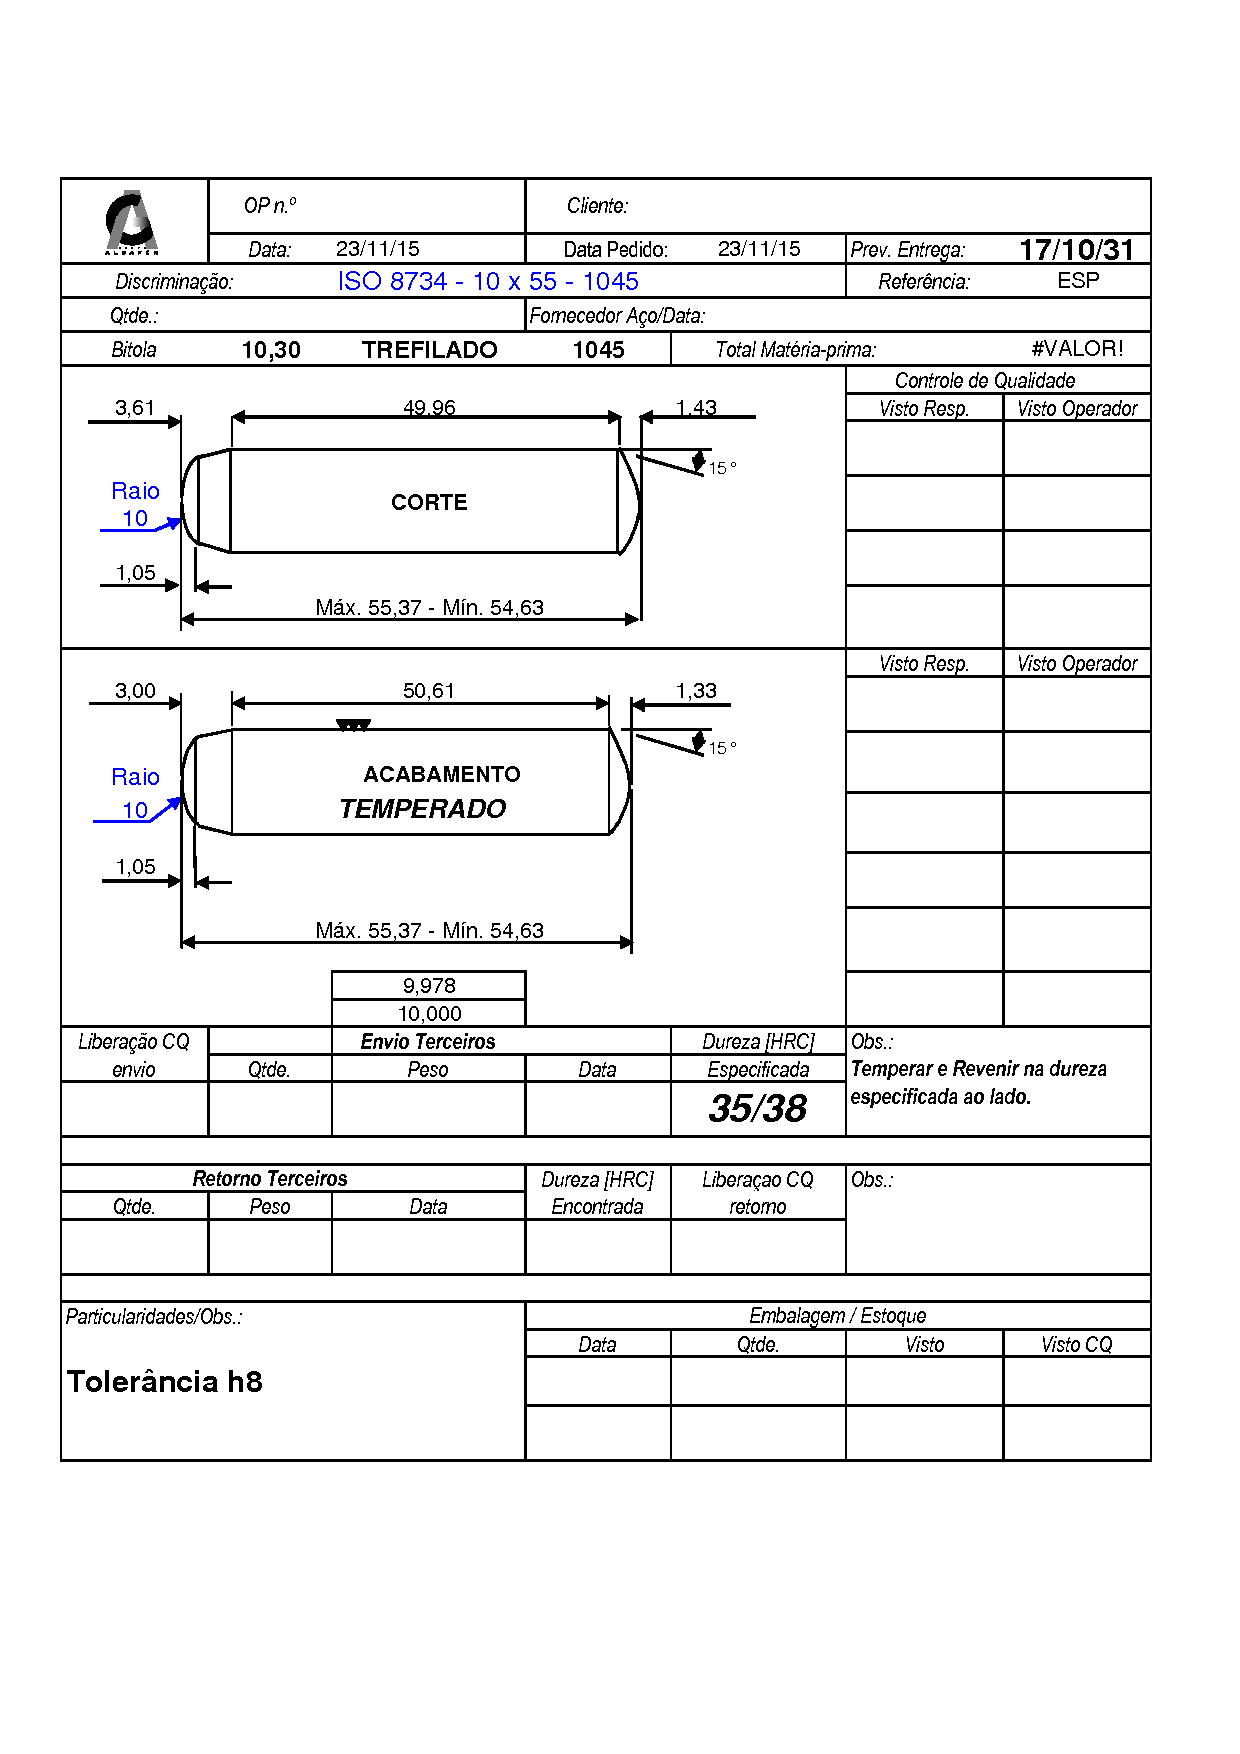 ALBAFER
OP n.º
Cliente:
Data: 23/11/15 Data Pedido: 23/11/15 Prev. Entrega: 17/10/31
Discriminação: ISO 8734 - 10 x 55 - 1045 Referência: ESP
Qtde.: Fornecedor Aço/Data:
Bitola 10,30 TREFILADO 1045 Total Matéria-prima: #VALOR!
Controle de Qualidade
3,61 49,96 1,43 Visto Resp. Visto Operador
15 °
Raio
10
CORTE
1,05
Máx. 55,37 - Mín. 54,63
Visto Resp. Visto Operador
3,00 50,61 1,33
15 °
Raio
10
ACABAMENTO
TEMPERADO
1,05
Máx. 55,37 - Mín. 54,63
9,978
10,000
Liberação CQ Envio Terceiros Dureza [HRC] Obs.:
envio Qtde. Peso Data Especificada Temperar e Revenir na dureza
35/38 especificada ao lado.
Retorno Terceiros Dureza [HRC] Liberaçao CQ Obs.:
Qtde. Peso Data Encontrada retorno
Particularidades/Obs.: Embalagem / Estoque
Data Qtde. Visto Visto CQ
Tolerância h8